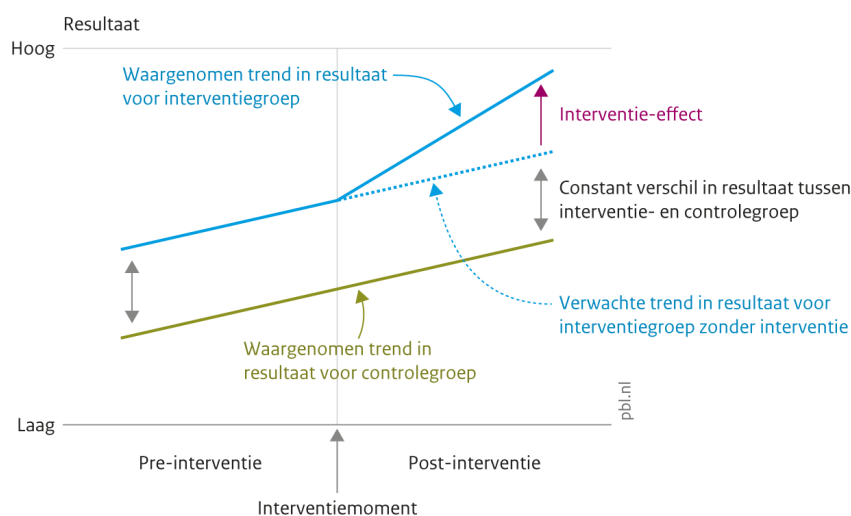 Resultaat
Hoog
Waargenomen trend in resultaat
voor interventiegroep
Interventie-effect
Constant verschil in resultaat tussen
interventie- en controlegroep
Verwachte trend in resultaat voor
interventiegroep zonder interventie
Waargenomen trend in
resultaat voor controlegroep
pbl.nl
Laag
Pre-interventie
Post-interventie
Interventiemoment